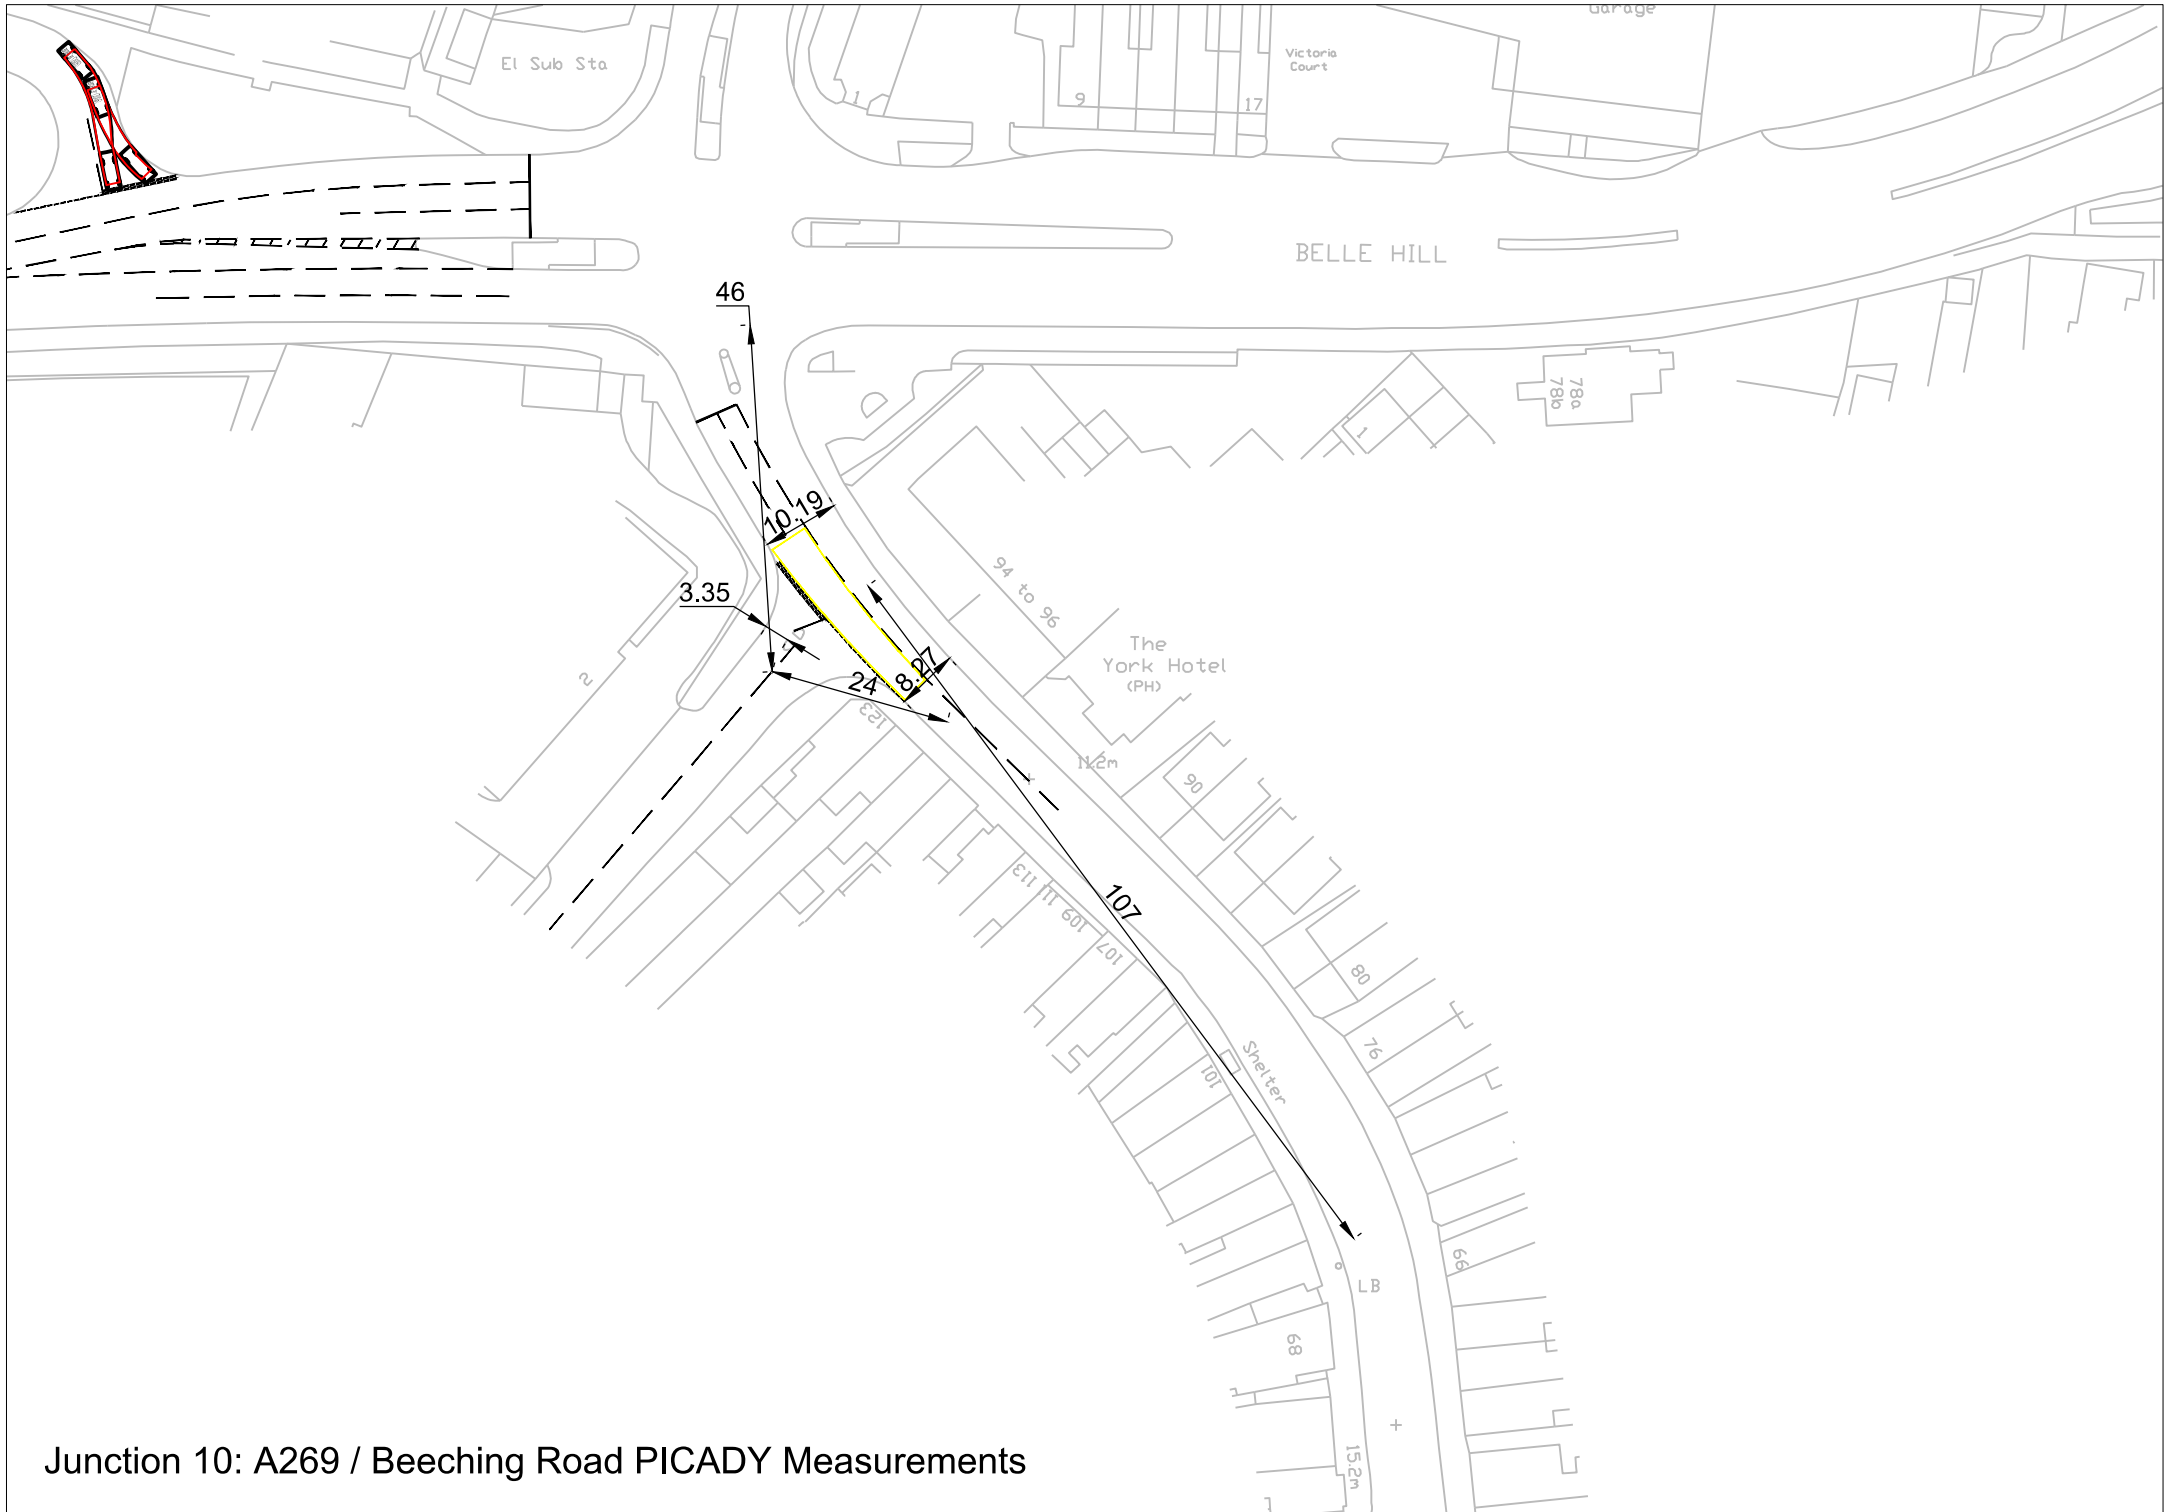 Garage
Victoria
Court
El Sub Sta
1
9
17
BELLE HILL
46
78a
78b
1
10.19
94 to 96
3.35
The
York Hotel
(PH)
2
24
8.27
123
11.2m
90
107
113
111
109
107
80
76
Shelter
101
66
LB
68
15.2m
Junction 10: A269 / Beeching Road PICADY Measurements